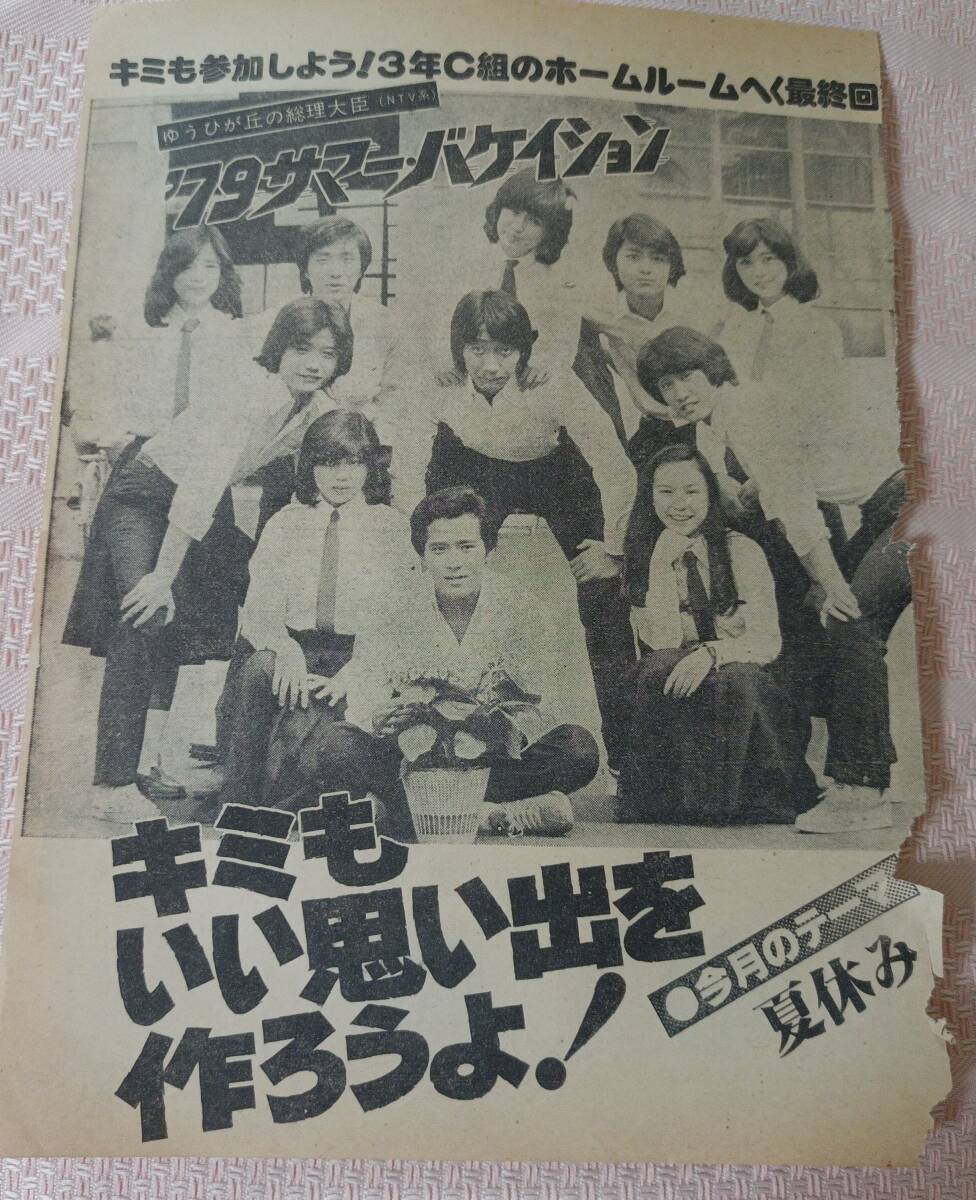 キミも参加しよう!3年C組のホームルームへ〈最終回
ゆうひが丘の総理大臣(NTV系)
'79サマー・バケイション
キミも
いい思い出を
作ろうよ!
●今月のテーマ
夏休み